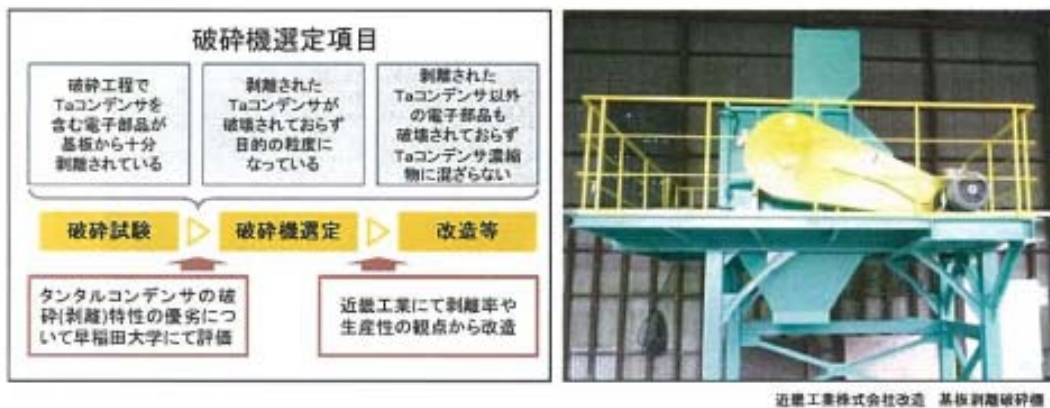 破砕機選定項目
破砕工程で
Taコンデンサを
含む電子部品が
基板から十分
剥離されている
剥離された
Taコンデンサが
破壊されておらず
目的の粒度に
なっている
剥離された
Taコンデンサ以外
の電子部品も
破壊されておらず
Taコンデンサ濃縮
物に混ざらない
破砕試験
破砕機選定
改造等
タンタルコンデンサの破
砕(剥離)特性の優劣につ
いて早稲田大学にて評価
近畿工業にて剥離率や
生産性の観点から改造
近畿工業株式会社改造 基板剥離破砕機